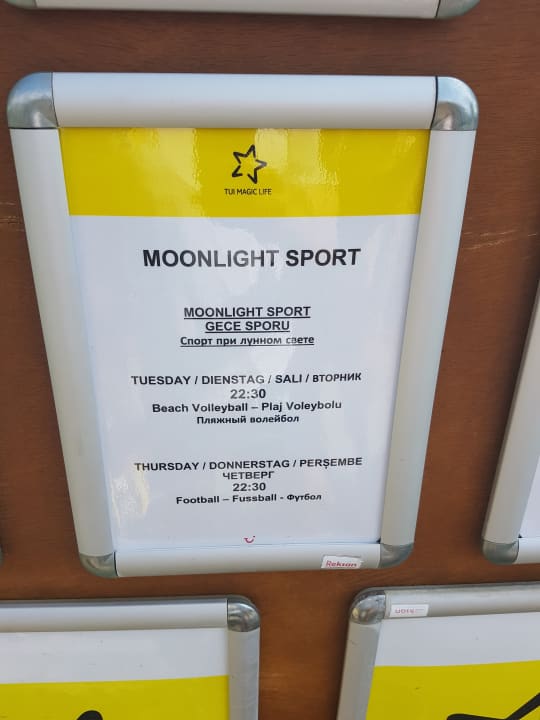 TUI MAGIC LIFE
MOONLIGHT SPORT
MOONLIGHT SPORT
GECE SPORU
Спорт при лунном свете
TUESDAY / DIENSTAG / SALI / ВТОРНИК
22:30
Beach Volleyball – Plaj Voleybolu
Пляжный волейбол
THURSDAY / DONNERSTAG / PERŞEMBE
ЧЕТВЕРГ
22:30
Football – Fussball - Футбол
Reklan